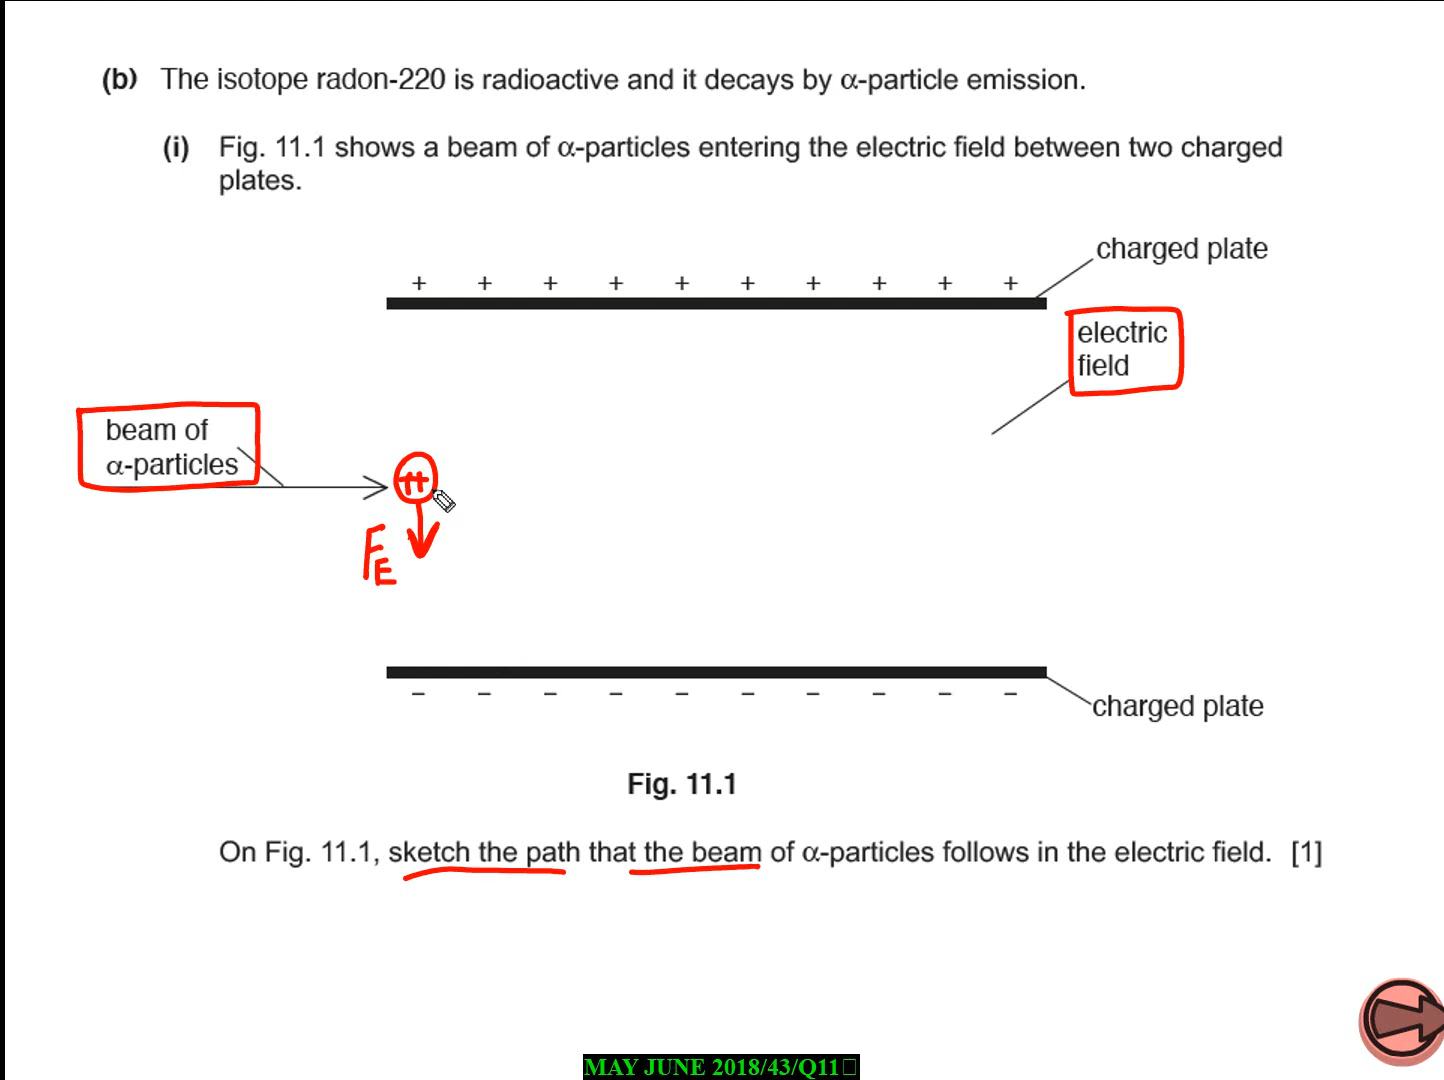 (b) The isotope radon-220 is radioactive and it decays by α-particle emission.
(i) Fig. 11.1 shows a beam of α-particles entering the electric field between two charged
plates.
charged plate
+ + + + + + + + + +
electric
field
beam of
α-particles
++
FE
– – – – – – – – – –
charged plate
Fig. 11.1
On Fig. 11.1, sketch the path that the beam of α-particles follows in the electric field. [1]
MAY JUNE 2018/43/Q11